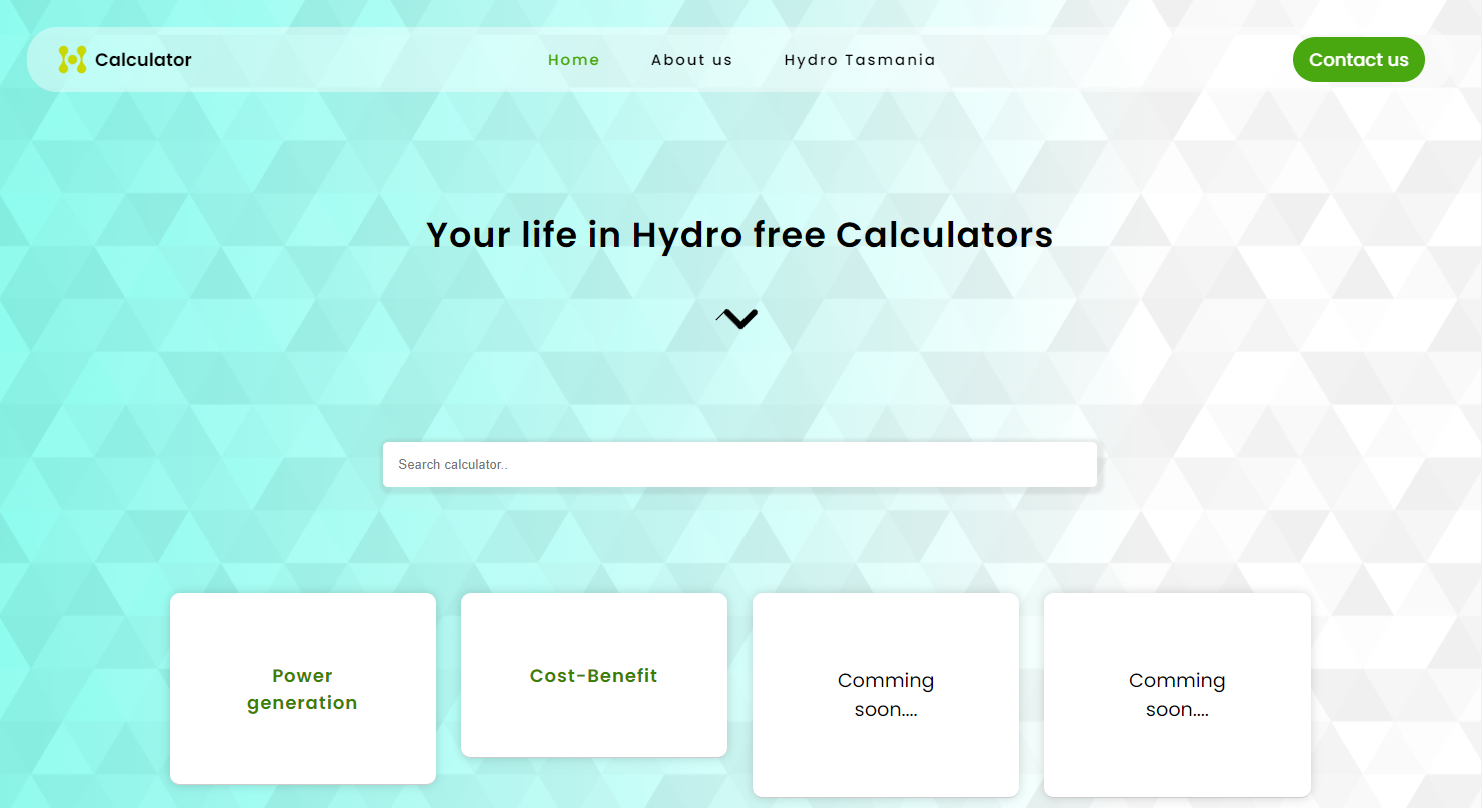 Calculator
Home
About us
Hydro Tasmania
Contact us
Your life in Hydro free Calculators
Search calculator..
Power
generation
Cost-Benefit
Comming
soon....
Comming
soon....